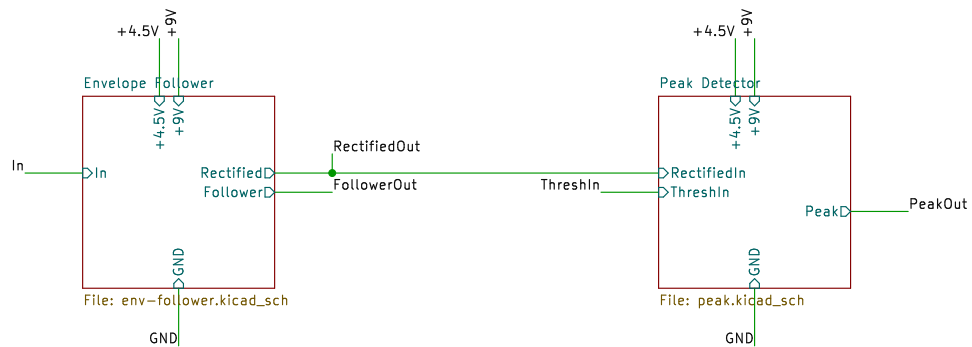 +4.5V
+9V
Envelope Follower
+4.5V
+9V
In
In
Rectified
Follower
GND
File: env-follower.kicad_sch
GND
RectifiedOut
FollowerOut
ThreshIn
+4.5V
+9V
Peak Detector
+4.5V
+9V
RectifiedIn
ThreshIn
Peak
PeakOut
GND
File: peak.kicad_sch
GND